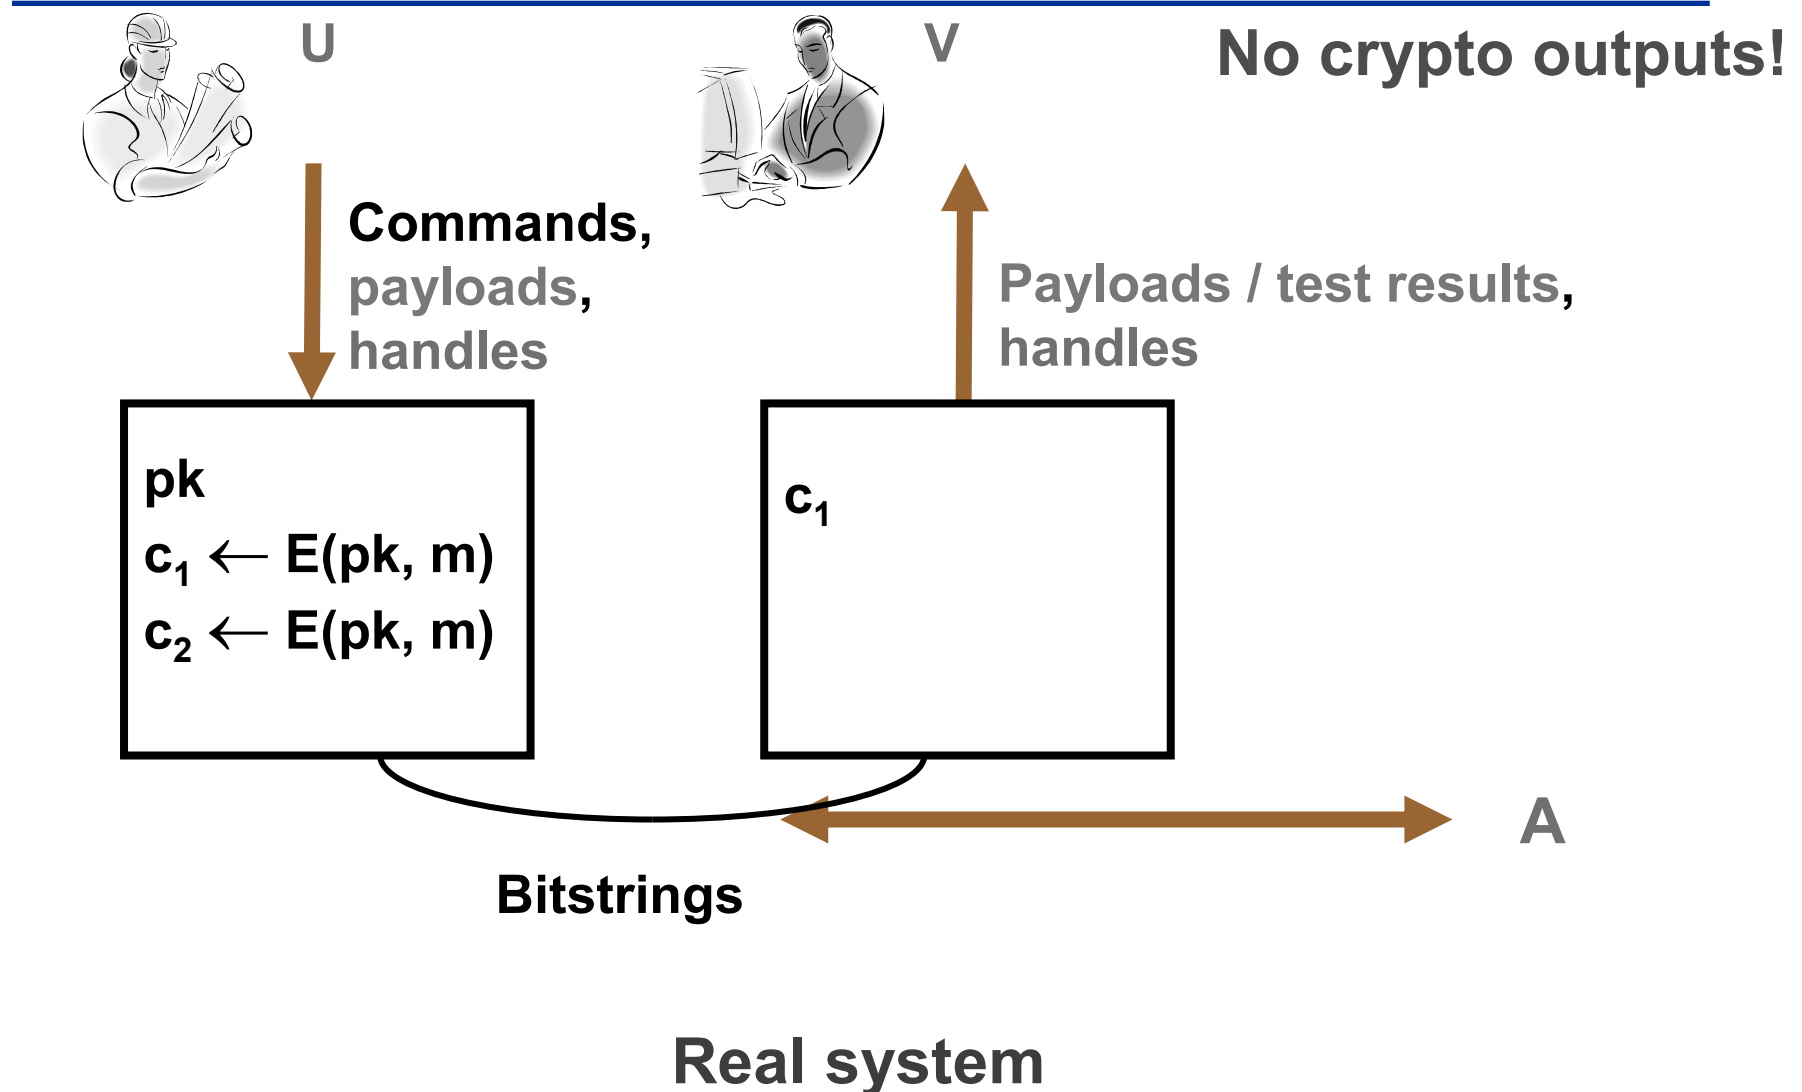 U
V
No crypto outputs!
Commands,
payloads,
handles
Payloads / test results,
handles
pk
c₁ ← E(pk, m)
c₂ ← E(pk, m)
c₁
A
Bitstrings
Real system